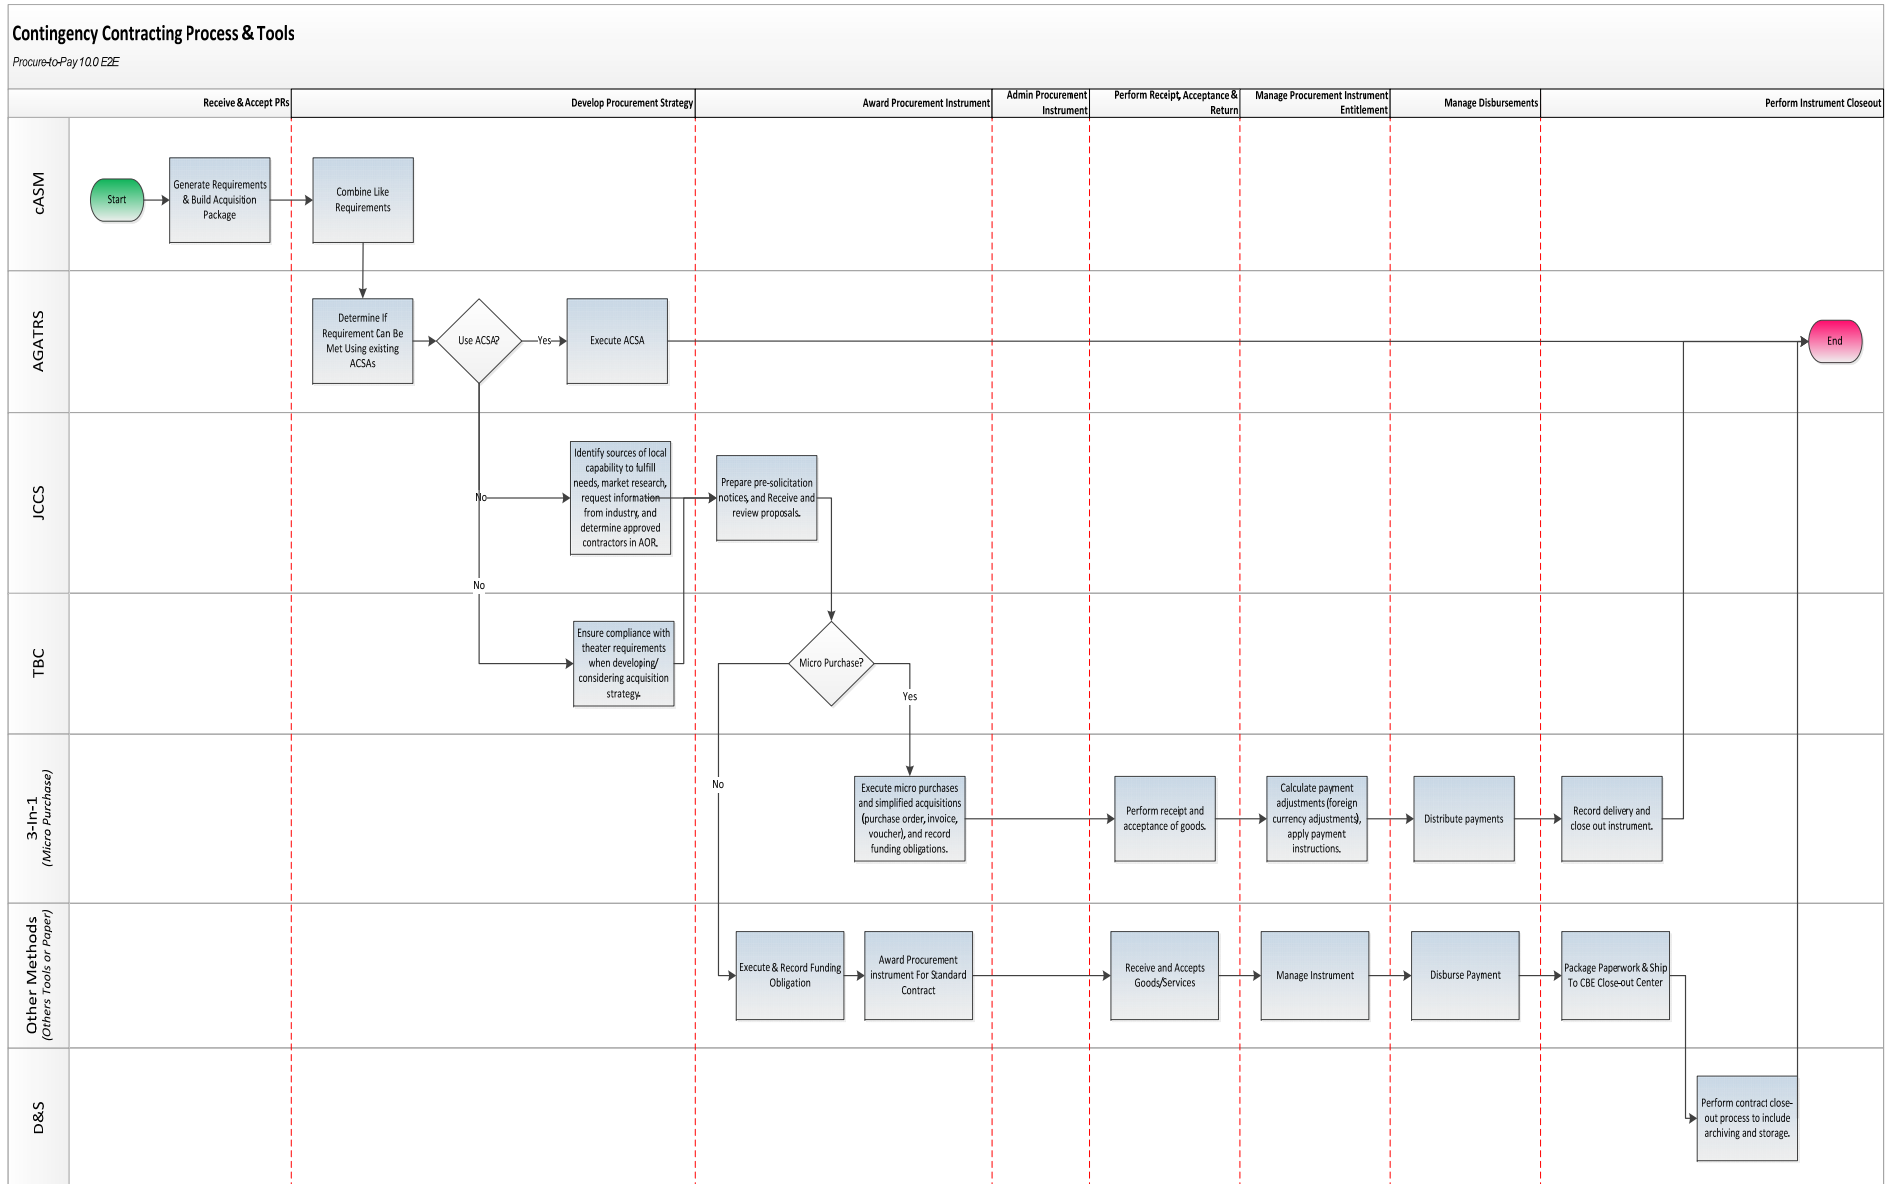 Contingency Contracting Process & Tools
Procure-to-Pay 10.0 E2E
Receive & Accept PRs
Develop Procurement Strategy
Award Procurement Instrument
Admin Procurement
Instrument
Perform Receipt, Acceptance &
Return
Manage Procurement Instrument
Entitlement
Manage Disbursements
Perform Instrument Closeout
cASM
Start
Generate Requirements
& Build Acquisition
Package
Combine Like
Requirements
AGATRS
Determine If
Requirement Can Be
Met Using existing
ACSAs
Use ACSA?
Yes
Execute ACSA
End
JCCS
No
Identify sources of local
capability to fulfill
needs, market research,
request information
from industry, and
determine approved
contractors in AOR.
Prepare pre-solicitation
notices, and Receive and
review proposals.
No
TBC
Ensure compliance with
theater requirements
when developing/
considering acquisition
strategy.
Micro Purchase?
Yes
No
3-In-1
(Micro Purchase)
Execute micro purchases
and simplified acquisitions
(purchase order, invoice,
voucher), and record
funding obligations.
Perform receipt and
acceptance of goods.
Calculate payment
adjustments (foreign
currency adjustments),
apply payment
instructions.
Distribute payments
Record delivery and
close out instrument.
Other Methods
(Others Tools or Paper)
Execute & Record Funding
Obligation
Award Procurement
instrument For Standard
Contract
Receive and Accepts
Goods/Services
Manage Instrument
Disburse Payment
Package Paperwork & Ship
To CBE Close-out Center
D&S
Perform contract close-
out process to include
archiving and storage.